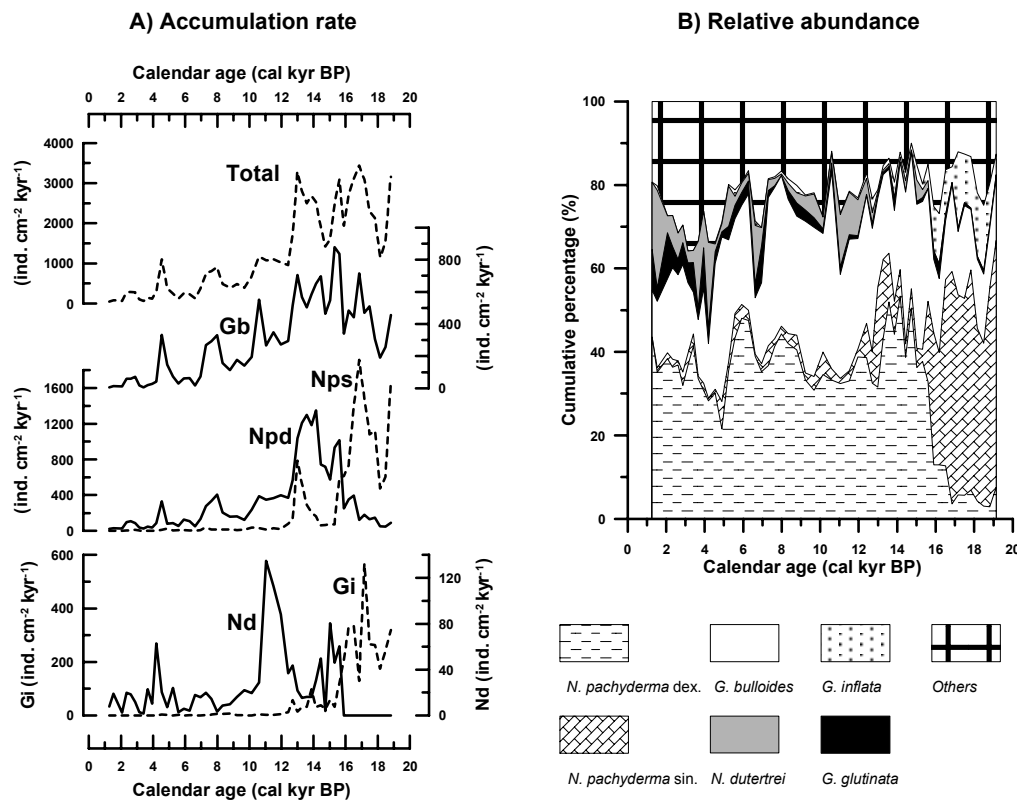 A) Accumulation rate
Calendar age (cal kyr BP)
0 2 4 6 8 10 12 14 16 18 20
4000
3000
2000
1000
0
(ind. cm⁻² kyr⁻¹)
Total
800
400
0
(ind. cm⁻² kyr⁻¹)
Gb
1600
1200
800
400
0
(ind. cm⁻² kyr⁻¹)
Nps
Npd
600
400
200
0
Gi (ind. cm⁻² kyr⁻¹)
Nd
Gi
120
80
40
0
Nd (ind. cm⁻² kyr⁻¹)
0 2 4 6 8 10 12 14 16 18 20
Calendar age (cal kyr BP)
B) Relative abundance
100
80
60
40
20
0
Cumulative percentage (%)
0 2 4 6 8 10 12 14 16 18 20
Calendar age (cal kyr BP)
N. pachyderma dex. G. bulloides G. inflata Others
N. pachyderma sin. N. dutertrei G. glutinata